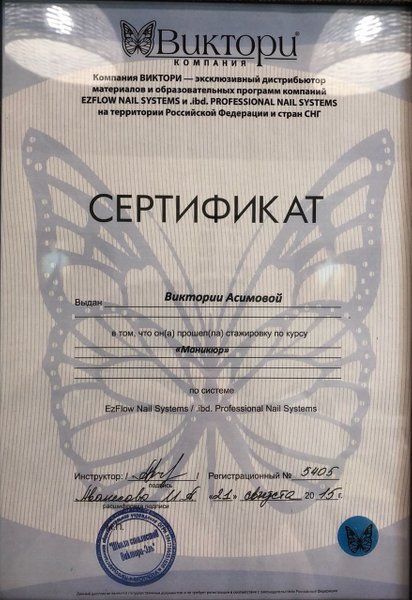 ВИКТОРИ®
КОМПАНИЯ
Компания ВИКТОРИ — эксклюзивный дистрибьютор
материалов и образовательных программ компаний
EZFLOW NAIL SYSTEMS и .ibd. PROFESSIONAL NAIL SYSTEMS
на территории Российской Федерации и стран СНГ
СЕРТИФИКАТ
Выдан Виктории Асимовой
в том, что он(а) прошел(ла) стажировку по курсу
«Маникюр»
по системе
EzFlow Nail Systems / .ibd. Professional Nail Systems
Инструктор: / / Регистрационный № 5405
подпись
И.А. «21» августа 2015 г.
расшифровка подписи
М.П.